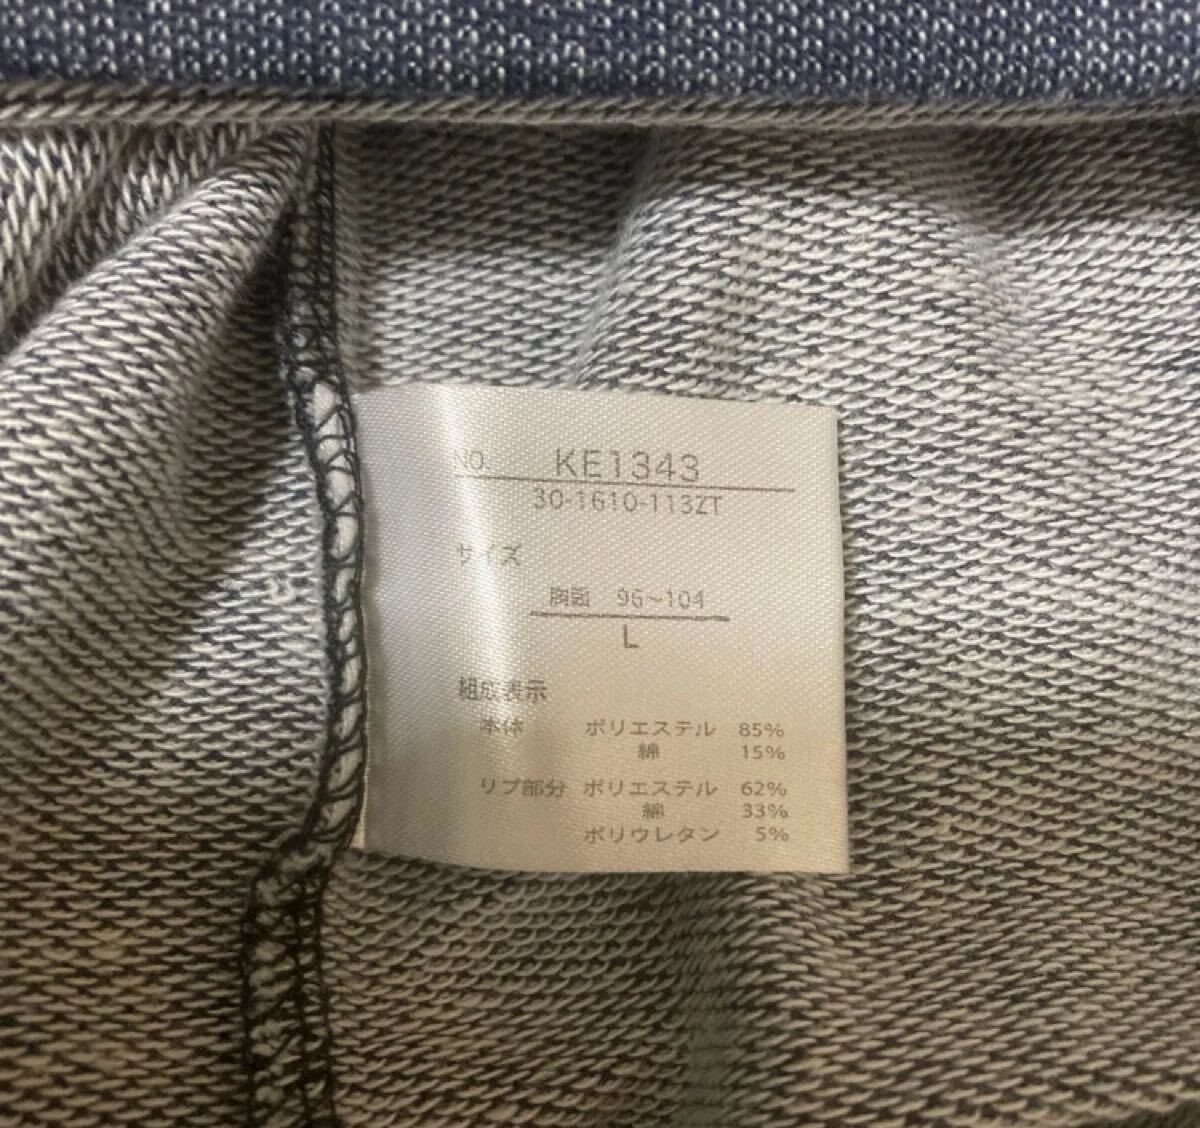 NO. KE1343
30-1610-113ZT
サイズ
胸囲 96~104
L
組成表示
本体 ポリエステル 85%
綿 15%
リブ部分 ポリエステル 62%
綿 33%
ポリウレタン 5%